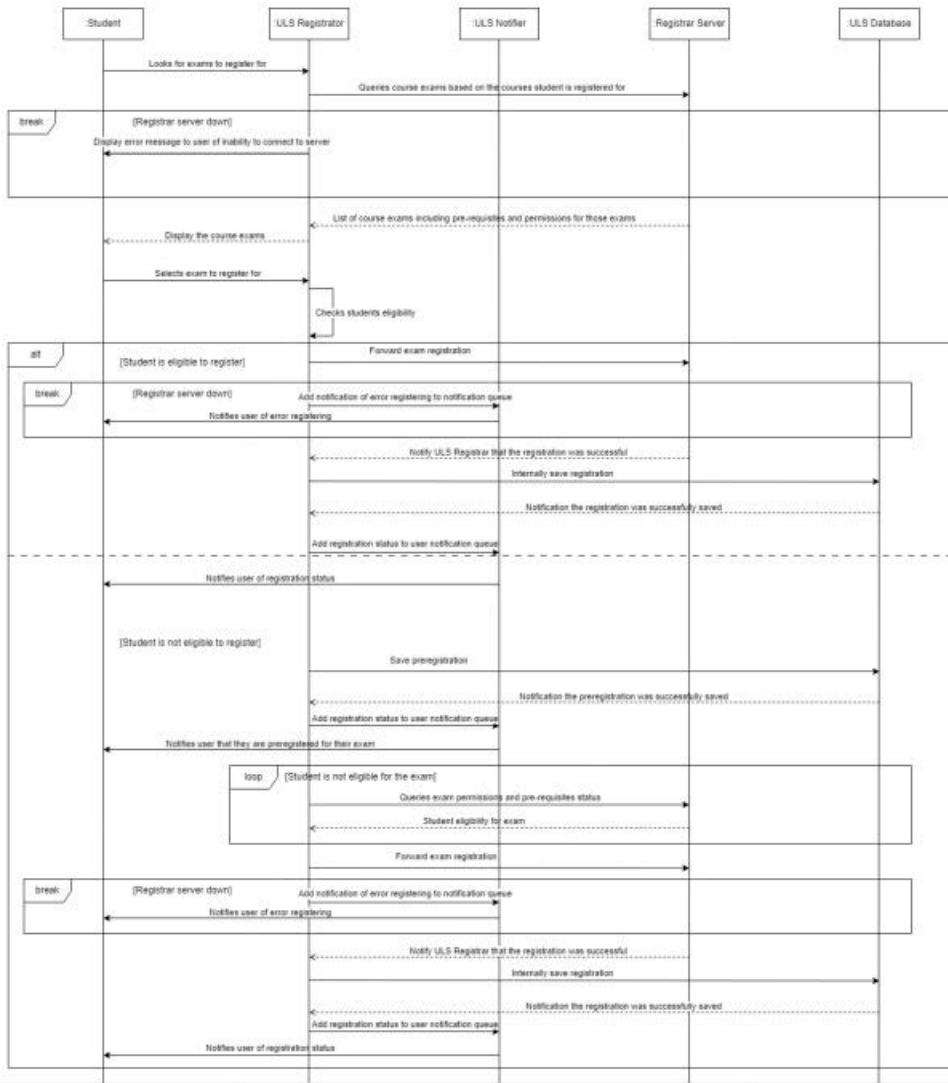 :Student
:ULS Registrator
:ULS Notifier
:Registrar Server
:ULS Database
Looks for exams to register for
Queries course exams based on the courses student is registered for
break
[Registrar server down]
Display error message to user of inability to connect to server
List of course exams including pre-requisites and permissions for those exams
Display the course exams
Selects exam to register for
Checks students eligibility
alt
[Student is eligible to register]
Forward exam registration
break
[Registrar server down]
Add notification of error registering to notification queue
Notifies user of error registering
Notify ULS Registrar that the registration was successful
Internally save registration
Notification the registration was successfully saved
Add registration status to user notification queue
Notifies user of registration status
[Student is not eligible to register]
Save preregistration
Notification the preregistration was successfully saved
Add registration status to user notification queue
Notifies user that they are preregistered for their exam
loop
[Student is not eligible for the exam]
Queries exam permissions and pre-requisites status
Student eligibility for exam
Forward exam registration
break
[Registrar server down]
Add notification of error registering to notification queue
Notifies user of error registering
Notify ULS Registrar that the registration was successful
Internally save registration
Notification the registration was successfully saved
Add registration status to user notification queue
Notifies user of registration status